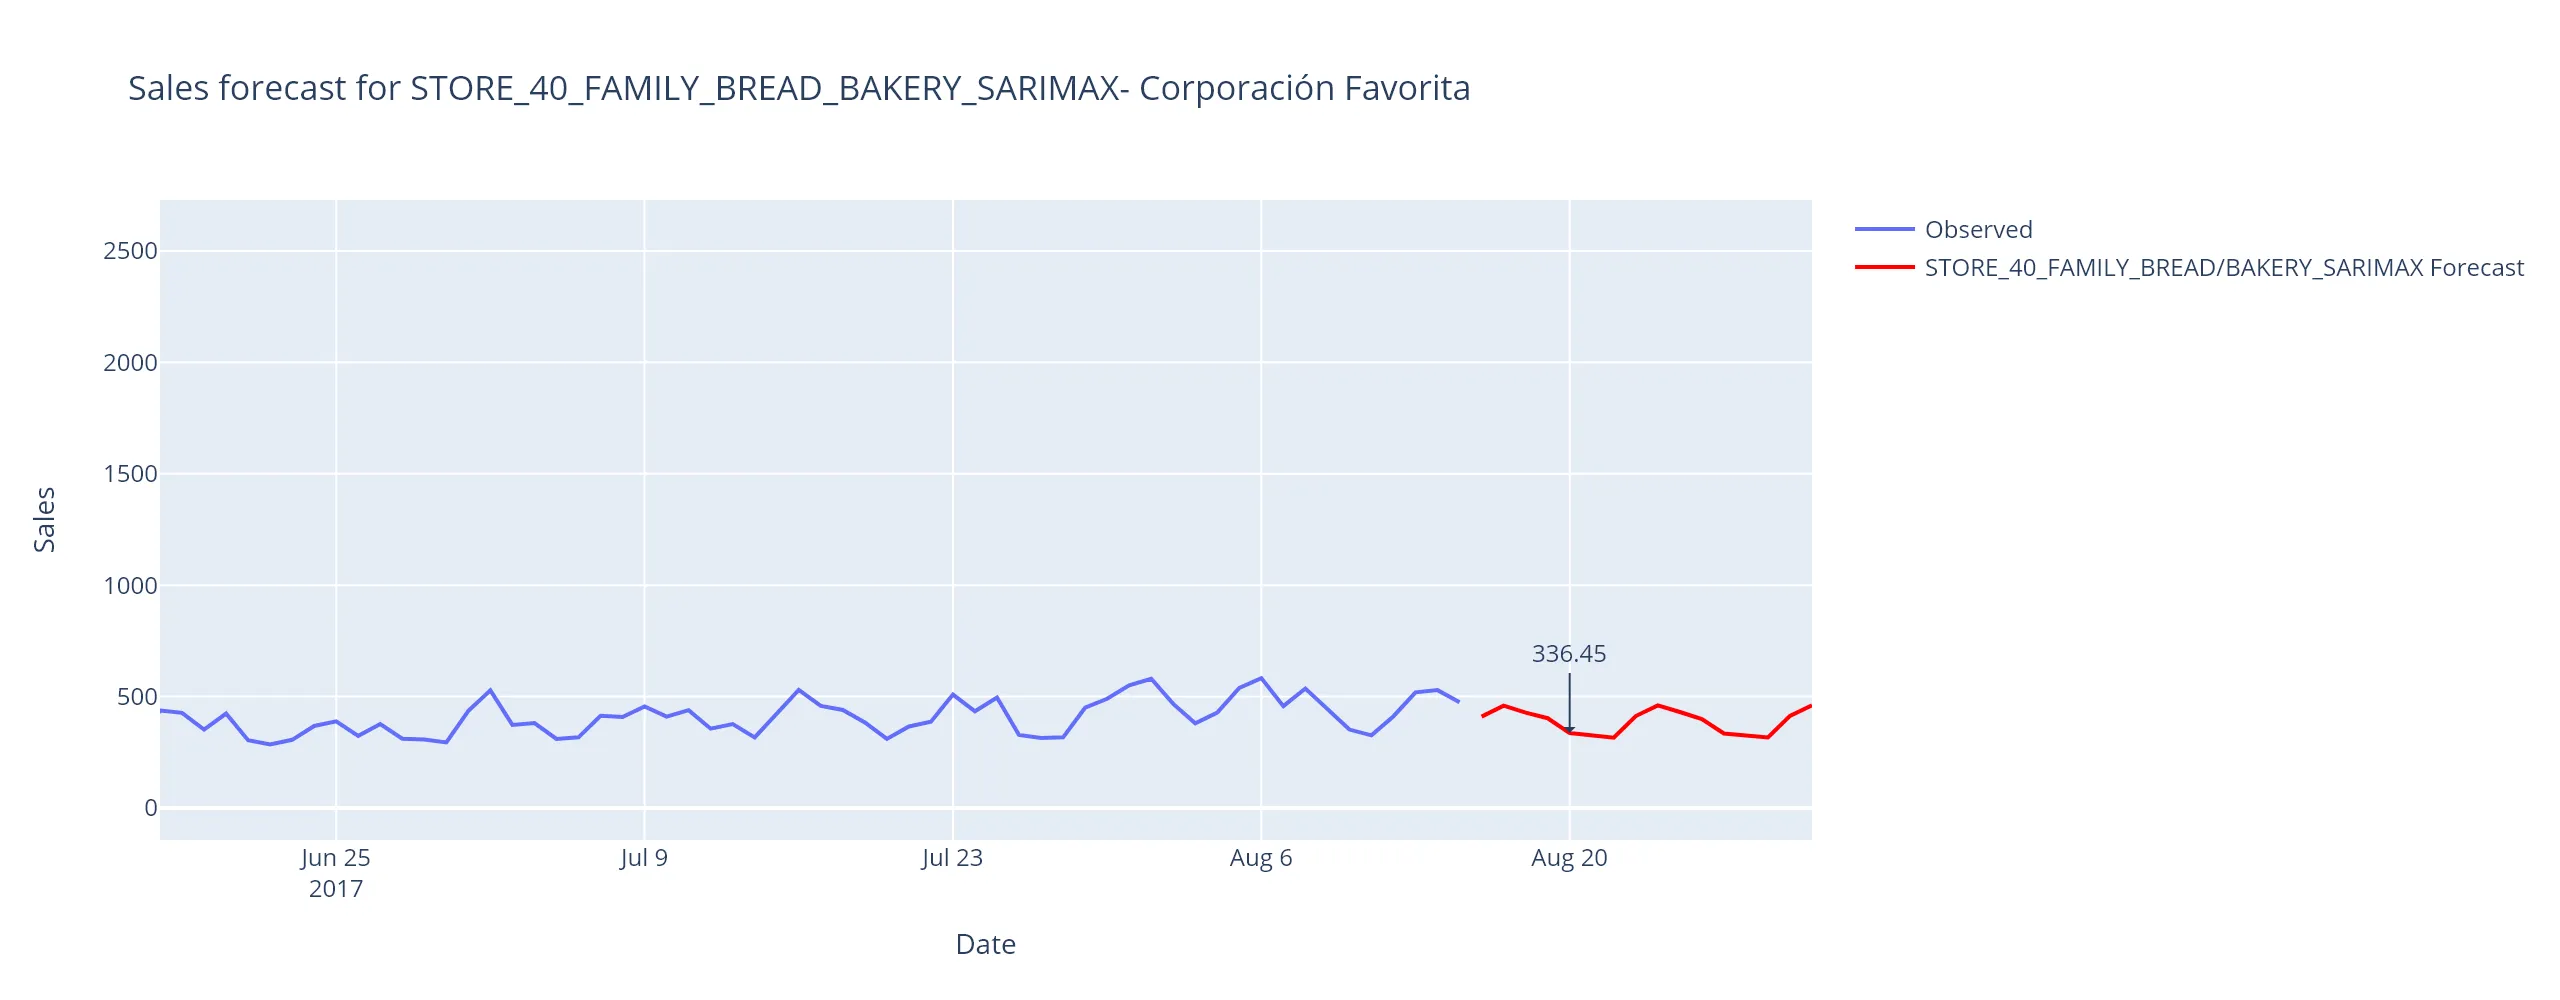 Sales forecast for STORE_40_FAMILY_BREAD_BAKERY_SARIMAX- Corporación Favorita
Observed
STORE_40_FAMILY_BREAD/BAKERY_SARIMAX Forecast
2500
2000
1500
1000
500
0
Sales
336.45
Jun 25
2017
Jul 9
Jul 23
Aug 6
Aug 20
Date